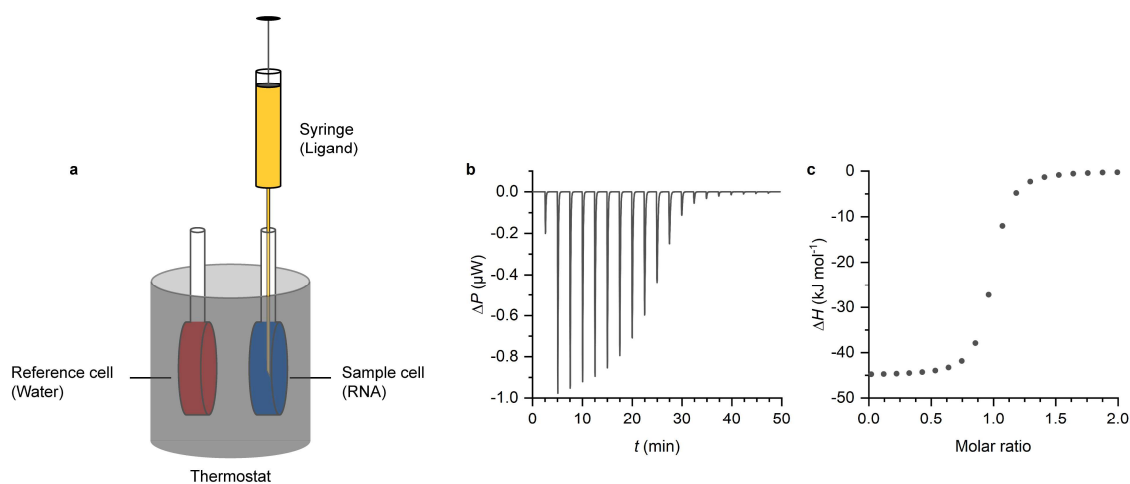 a
Syringe
(Ligand)
Reference cell
(Water)
Sample cell
(RNA)
Thermostat
b
0.0
-0.2
-0.4
-0.6
-0.8
-1.0
ΔP (µW)
0 10 20 30 40 50
t (min)
c
0
-10
-20
-30
-40
-50
ΔH (kJ mol-1)
0.0 0.5 1.0 1.5 2.0
Molar ratio